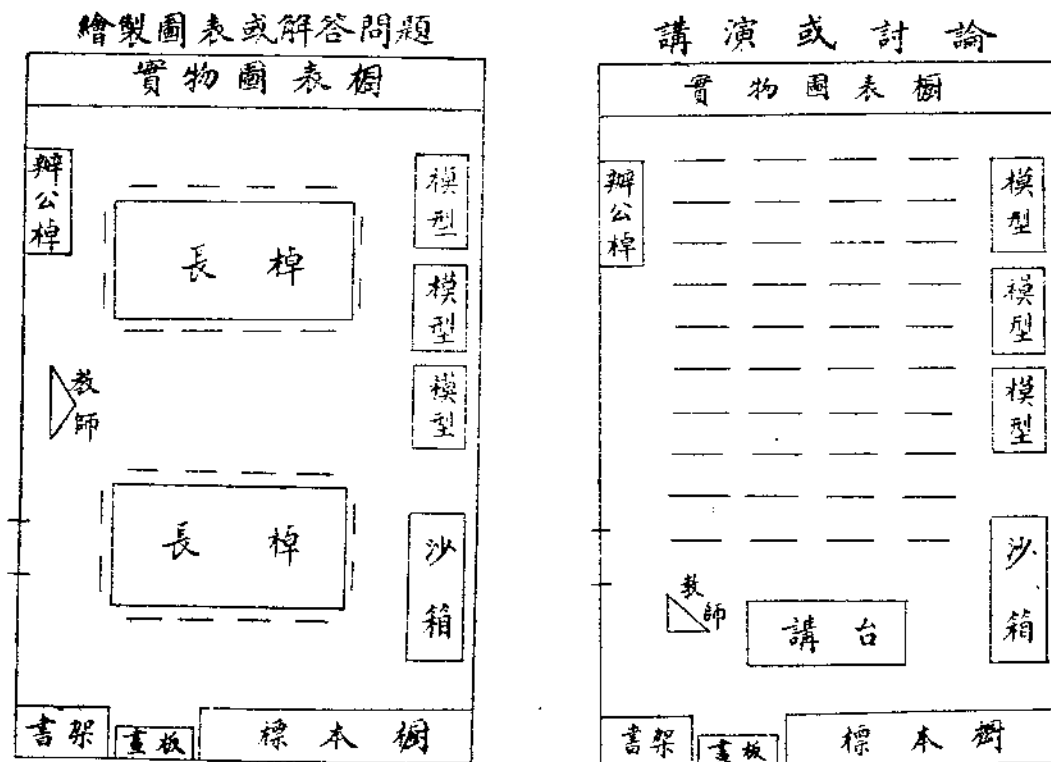 繪製圖表或解答問題
實物圖表櫥
辦公棹
模型
長棹
模型
教師
模型
長棹
沙箱
書架
畫板
標本櫥
講演或討論
實物圖表櫥
辦公棹
模型
模型
模型
教師
沙箱
講台
書架
畫板
標本櫥